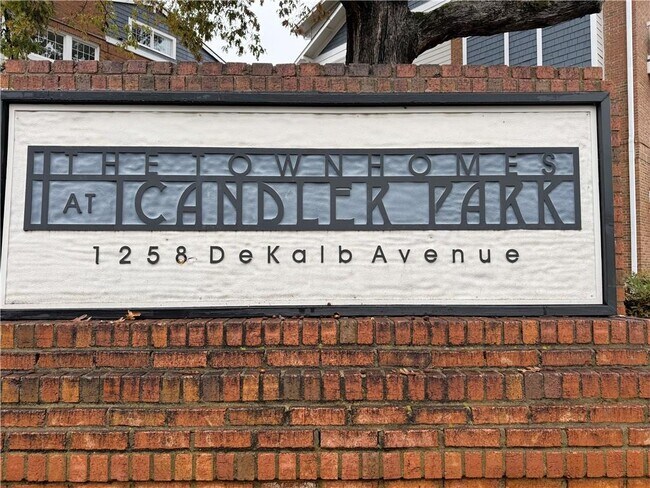 THE TOWNHOMES
AT CANDLER PARK
1258 DeKalb Avenue